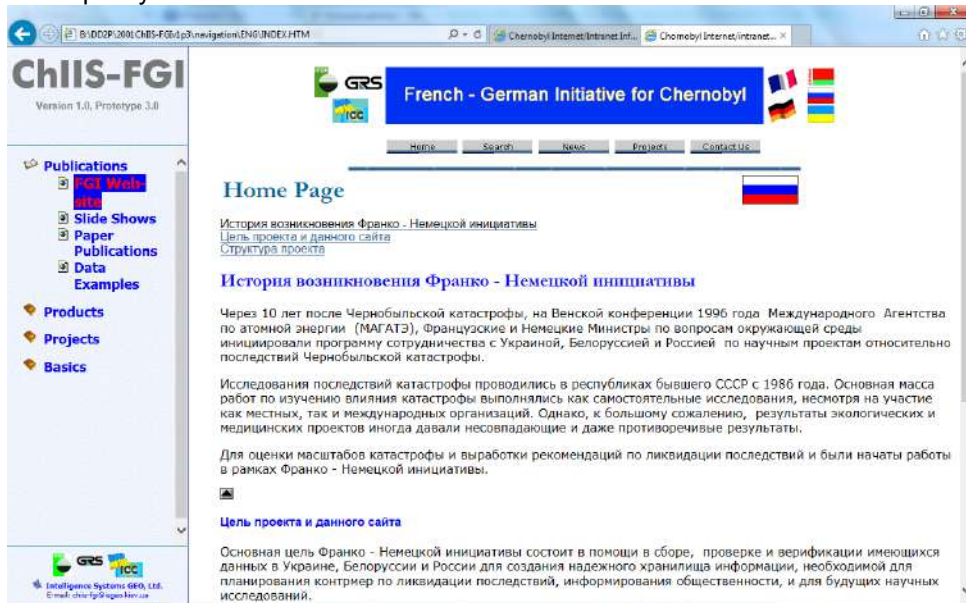 B:\DD2P\2001 ChIIS-FGIv1p3\navigation\ENG\INDEX.HTM
Chernobyl Internet/Intranet Inf...
Chornobyl Internet/intranet...
ChIIS-FGI
Version 1.0, Prototype 3.0
Publications
FGI Web-
site
Slide Shows
Paper
Publications
Data
Examples
Products
Projects
Basics
GRS
ICC
Intelligence Systems GEO, Ltd.
GRS
ICC
French - German Initiative for Chernobyl
Home
Search
News
Projects
Contact Us
Home Page
История возникновения Франко - Немецкой инициативы
Цель проекта и данного сайта
Структура проекта
История возникновения Франко - Немецкой инициативы
Через 10 лет после Чернобыльской катастрофы, на Венской конференции 1996 года Международного Агентства
по атомной энергии (МАГАТЭ), Французские и Немецкие Министры по вопросам окружающей среды
инициировали программу сотрудничества с Украиной, Белоруссией и Россией по научным проектам относительно
последствий Чернобыльской катастрофы.
Исследования последствий катастрофы проводились в республиках бывшего СССР с 1986 года. Основная масса
работ по изучению влияния катастрофы выполнялись как самостоятельные исследования, несмотря на участие
как местных, так и международных организаций. Однако, к большому сожалению, результаты экологических и
медицинских проектов иногда давали несовпадающие и даже противоречивые результаты.
Для оценки масштабов катастрофы и выработки рекомендаций по ликвидации последствий и были начаты работы
в рамках Франко - Немецкой инициативы.
Цель проекта и данного сайта
Основная цель Франко - Немецкой инициативы состоит в помощи в сборе, проверке и верификации имеющихся
данных в Украине, Белоруссии и России для создания надежного хранилища информации, необходимой для
планирования контрмер по ликвидации последствий, информирования общественности, и для будущих научных
исследований.